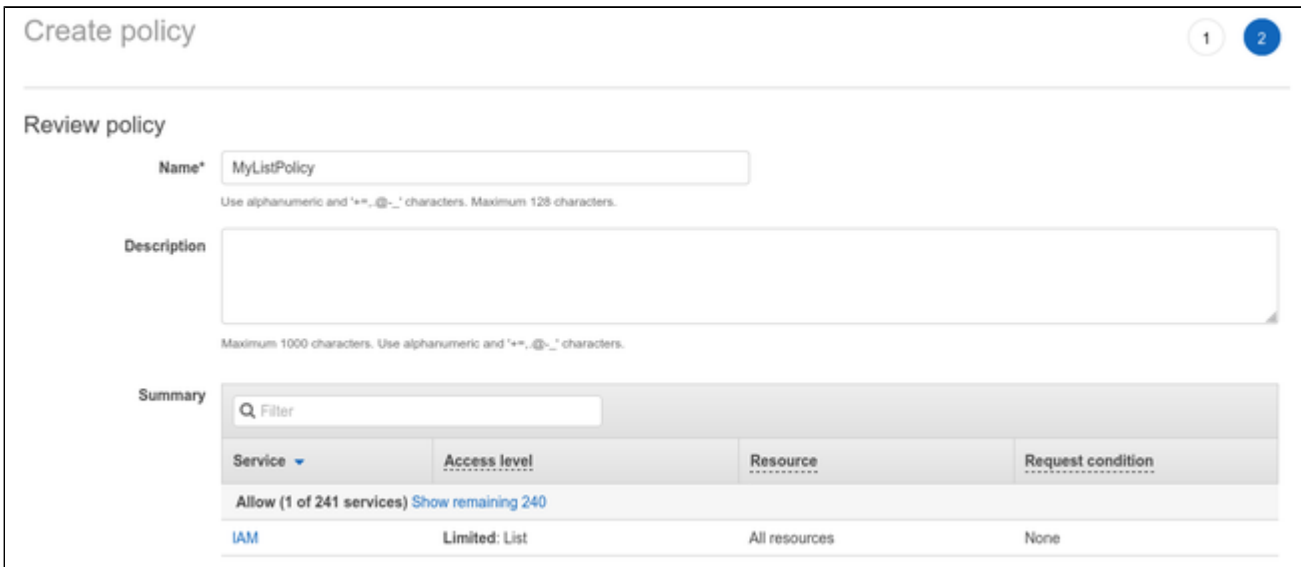 Create policy
1 2
Review policy
Name* MyListPolicy
Use alphanumeric and '+=,.@-_' characters. Maximum 128 characters.
Description
Maximum 1000 characters. Use alphanumeric and '+=,.@-_' characters.
Summary
Filter
Service Access level Resource Request condition
Allow (1 of 241 services) Show remaining 240
IAM Limited: List All resources None